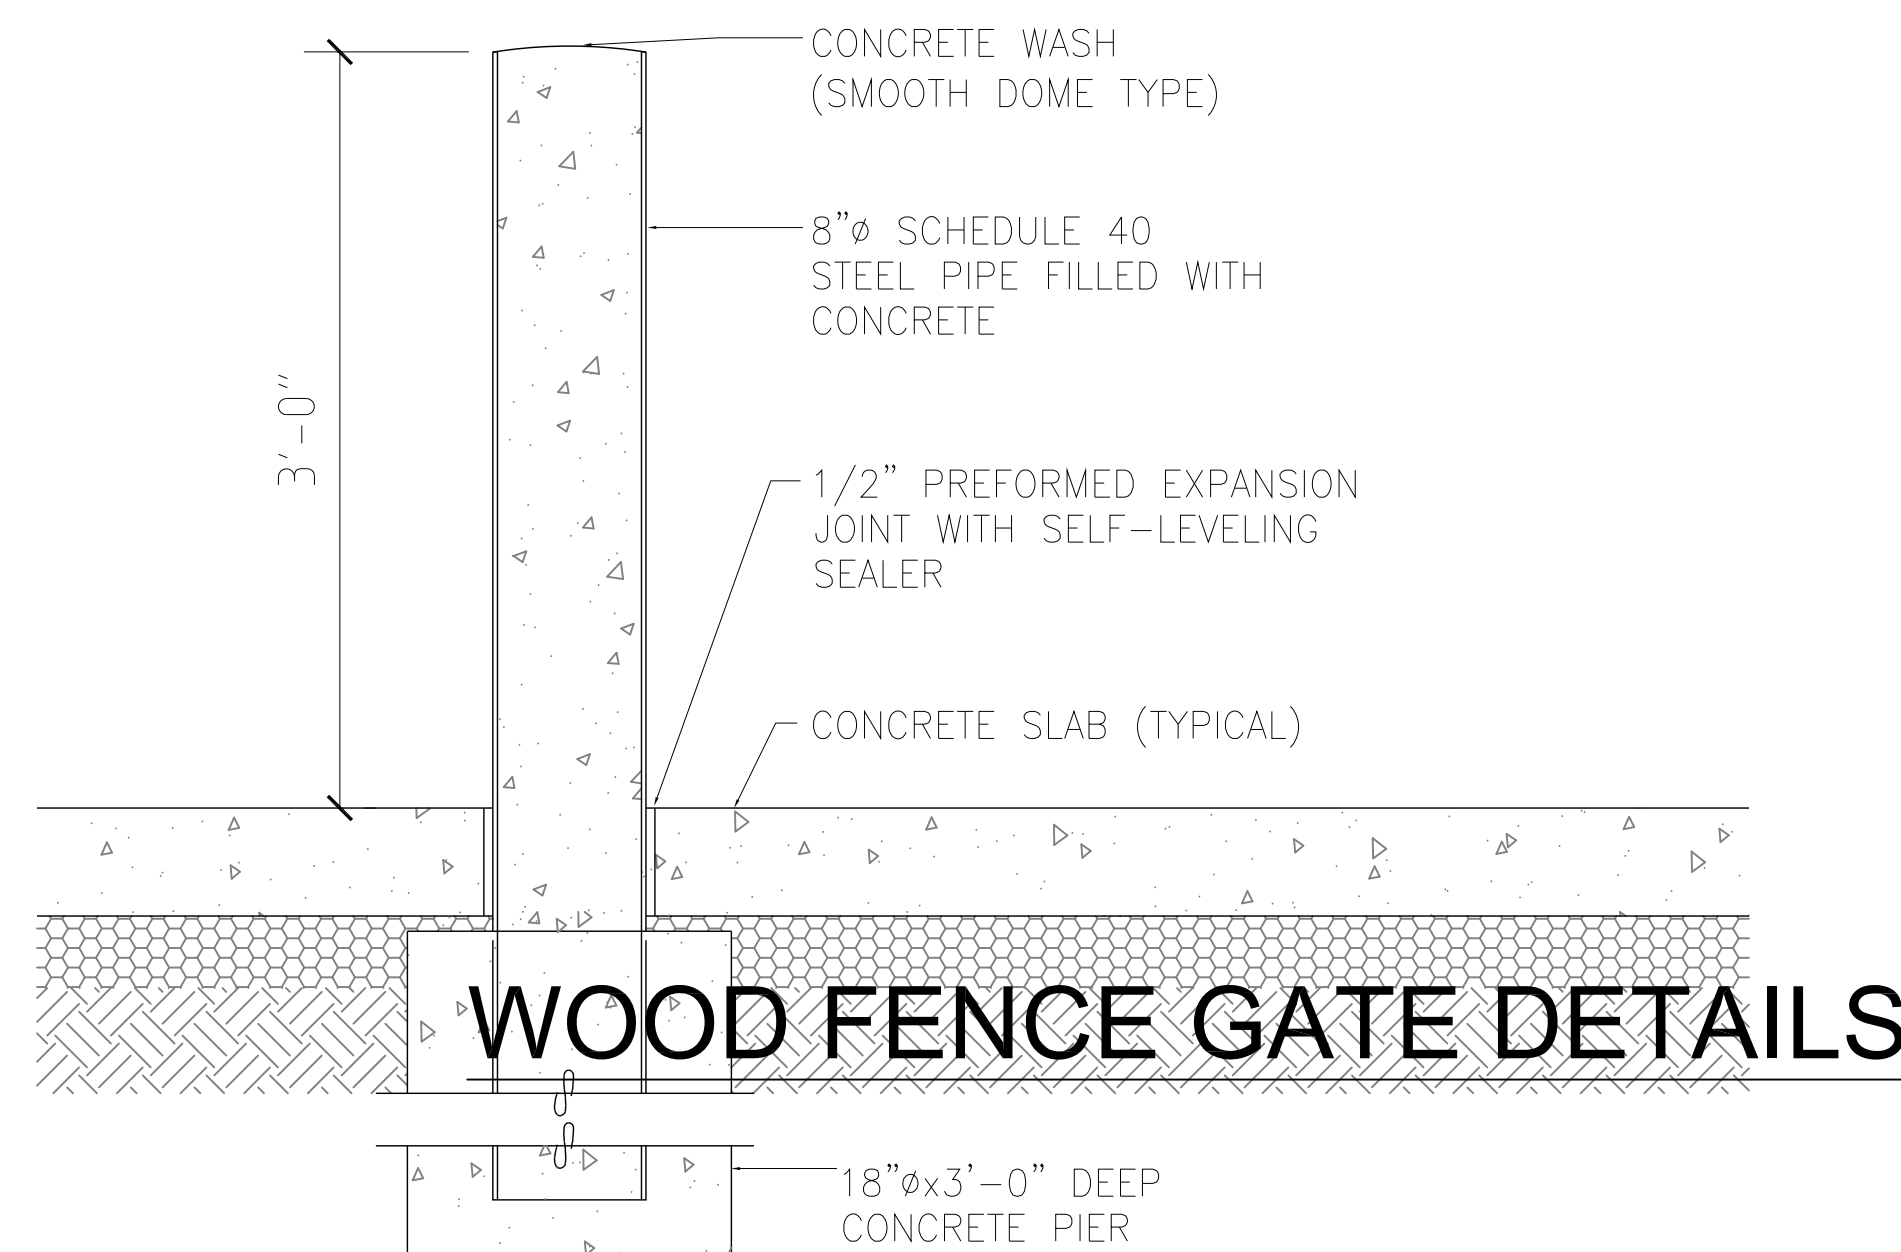 CONCRETE WASH
(SMOOTH DOME TYPE)
8"ø SCHEDULE 40
STEEL PIPE FILLED WITH
CONCRETE
3'-0"
1/2" PREFORMED EXPANSION
JOINT WITH SELF-LEVELING
SEALER
CONCRETE SLAB (TYPICAL)
WOOD FENCE GATE DETAILS
18"øx3'-0" DEEP
CONCRETE PIER